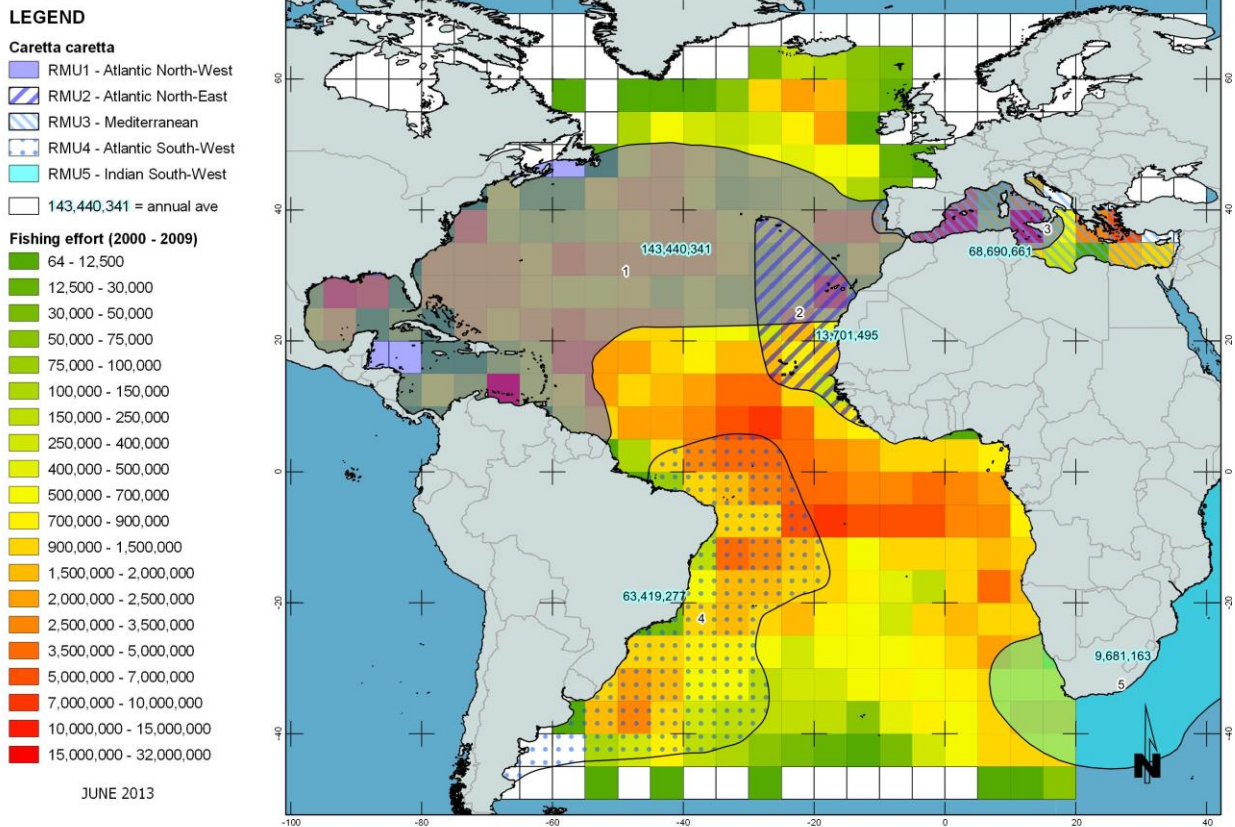 LEGEND
Caretta caretta
RMU1 - Atlantic North-West
RMU2 - Atlantic North-East
RMU3 - Mediterranean
RMU4 - Atlantic South-West
RMU5 - Indian South-West
143,440,341 = annual ave
Fishing effort (2000 - 2009)
64 - 12,500
12,500 - 30,000
30,000 - 50,000
50,000 - 75,000
75,000 - 100,000
100,000 - 150,000
150,000 - 250,000
250,000 - 400,000
400,000 - 500,000
500,000 - 700,000
700,000 - 900,000
900,000 - 1,500,000
1,500,000 - 2,000,000
2,000,000 - 2,500,000
2,500,000 - 3,500,000
3,500,000 - 5,000,000
5,000,000 - 7,000,000
7,000,000 - 10,000,000
10,000,000 - 15,000,000
15,000,000 - 32,000,000
JUNE 2013
60
60
40
40
143,440,341
1
3
68,690,661
2
13,701,495
20
20
0
0
63,419,277
4
-20
-20
9,681,163
5
-40
-40
N
-100
-80
-60
-40
-20
0
20
40